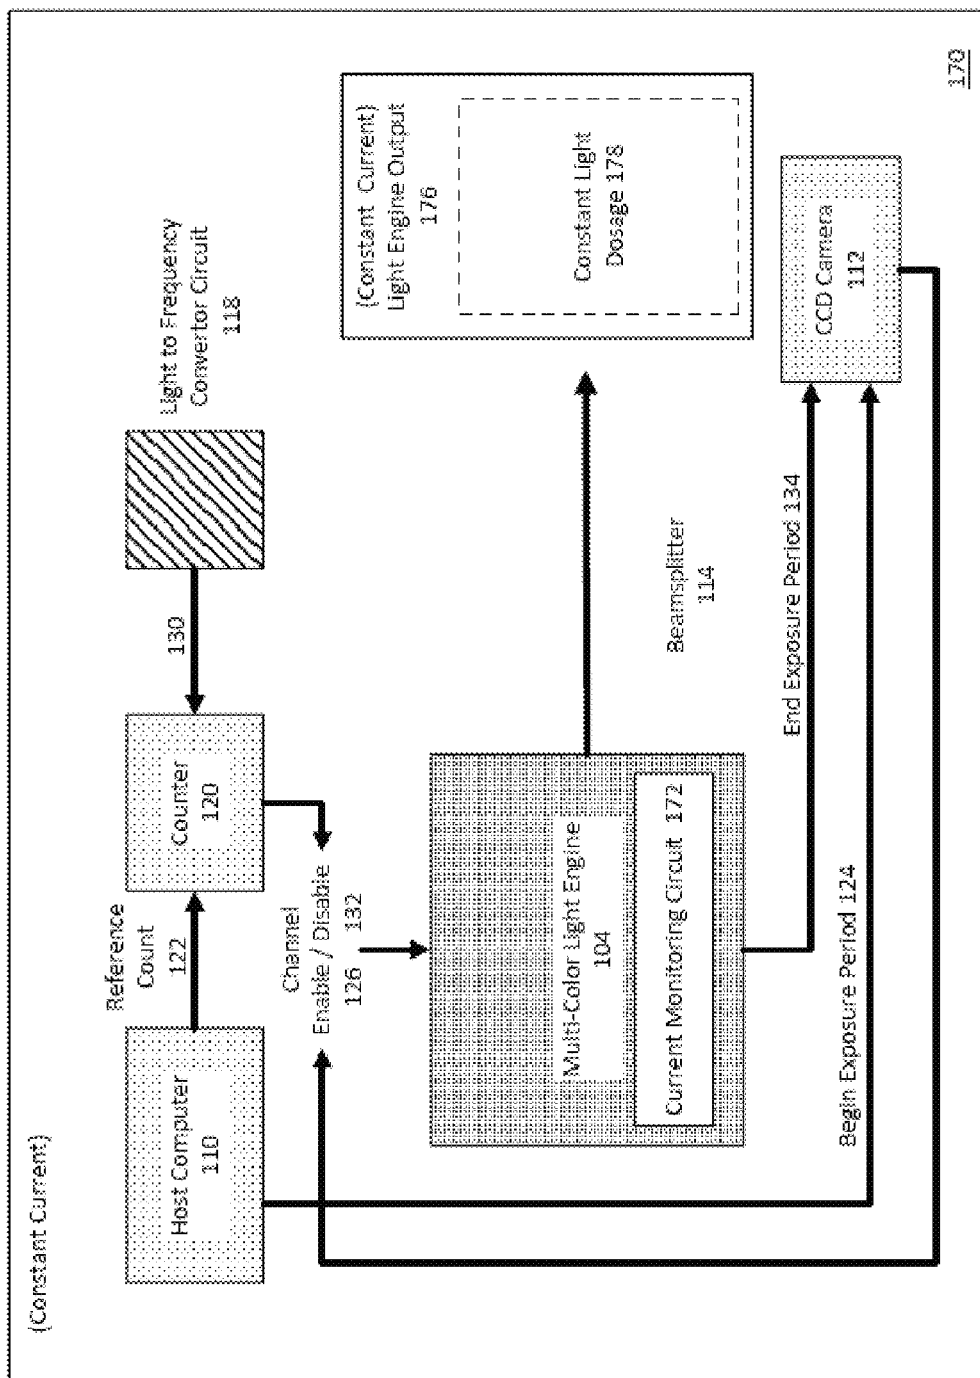 {Constant Current}
Host Computer
110
Reference
Count
122
Counter
120
130
Light to Frequency
Convertor Circuit
118
Channel
Enable / Disable
126 132
Multi-Color Light Engine
104
Current Monitoring Circuit 172
Beamsplitter
114
{Constant Current}
Light Engine Output
176
Constant Light
Dosage 178
End Exposure Period 134
Begin Exposure Period 124
CCD Camera
112
170